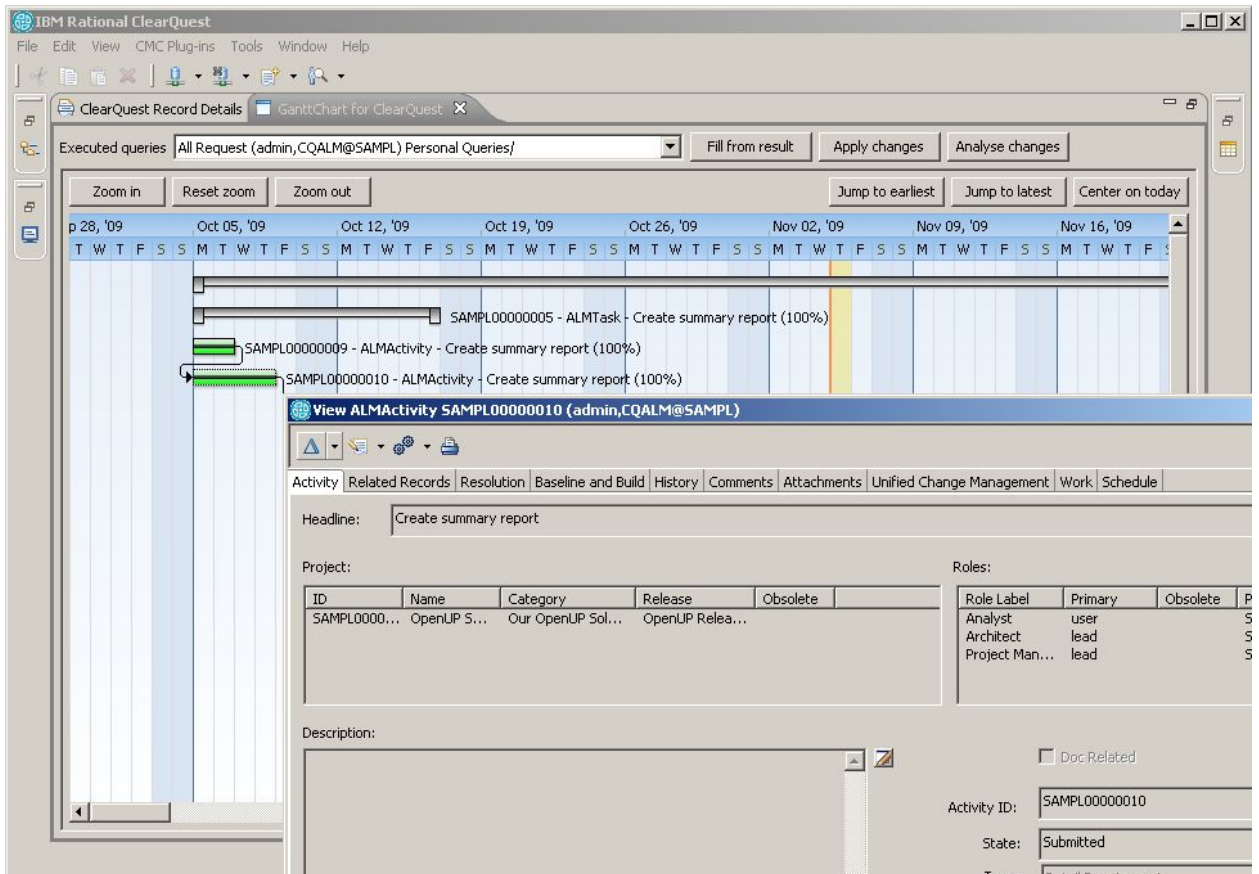 IBM Rational ClearQuest
File Edit View CMC Plug-ins Tools Window Help
ClearQuest Record Details GanttChart for ClearQuest
Executed queries All Request (admin,CQALM@SAMPL) Personal Queries/ Fill from result Apply changes Analyse changes
Zoom in Reset zoom Zoom out Jump to earliest Jump to latest Center on today
p 28, '09 Oct 05, '09 Oct 12, '09 Oct 19, '09 Oct 26, '09 Nov 02, '09 Nov 09, '09 Nov 16, '09
T W T F S S M T W T F S S M T W T F S S M T W T F S S M T W T F S S M T W T F S S M T W T F S S M T W T F
SAMPL00000005 - ALMTask - Create summary report (100%)
SAMPL00000009 - ALMActivity - Create summary report (100%)
SAMPL00000010 - ALMActivity - Create summary report (100%)
View ALMActivity SAMPL00000010 (admin,CQALM@SAMPL)
Activity Related Records Resolution Baseline and Build History Comments Attachments Unified Change Management Work Schedule
Headline: Create summary report
Project: Roles:
ID Name Category Release Obsolete Role Label Primary Obsolete P
SAMPL0000... OpenUP S... Our OpenUP Sol... OpenUP Relea... Analyst user S
Architect lead S
Project Man... lead S
Description:
Doc Related
Activity ID: SAMPL00000010
State: Submitted